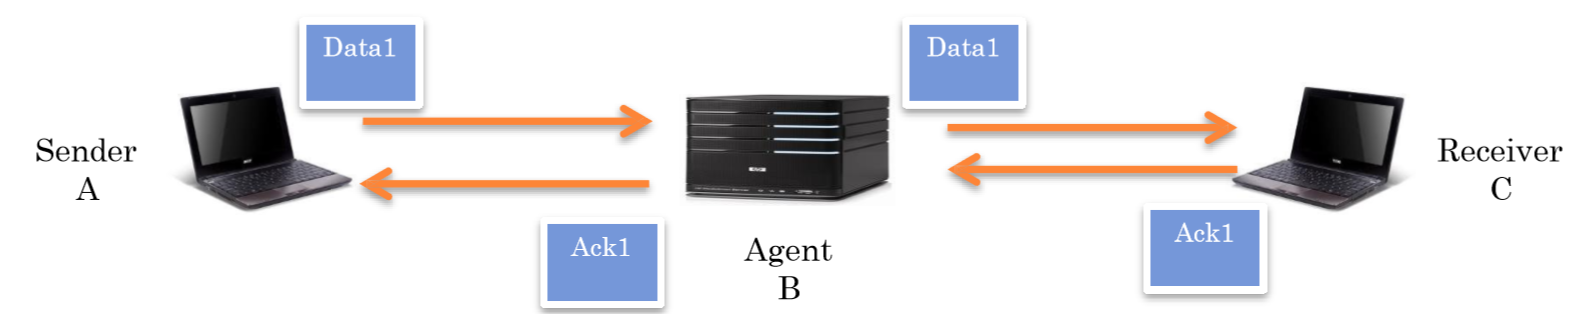 Data1
Data1
Sender
A
Receiver
C
Ack1
Ack1
Agent
B